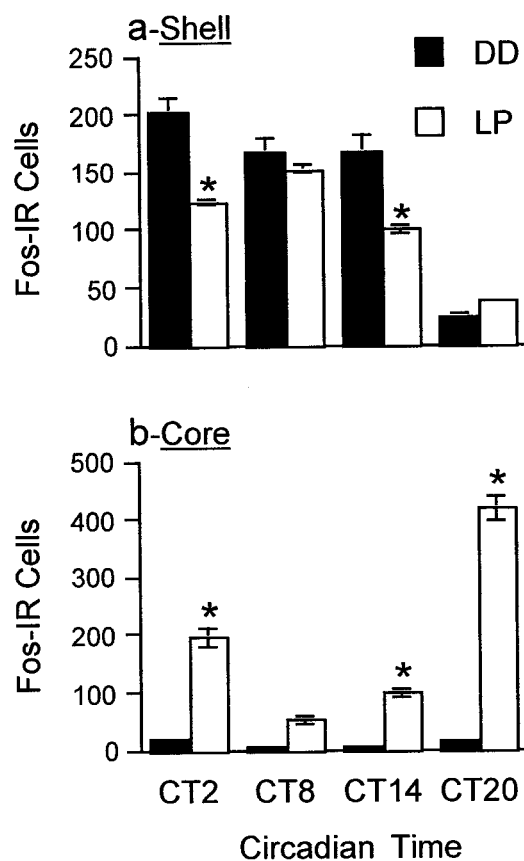 a-Shell
DD
LP
Fos-IR Cells
250
200
150
100
50
0
*
*
b-Core
Fos-IR Cells
500
400
300
200
100
0
*
*
*
CT2 CT8 CT14 CT20
Circadian Time